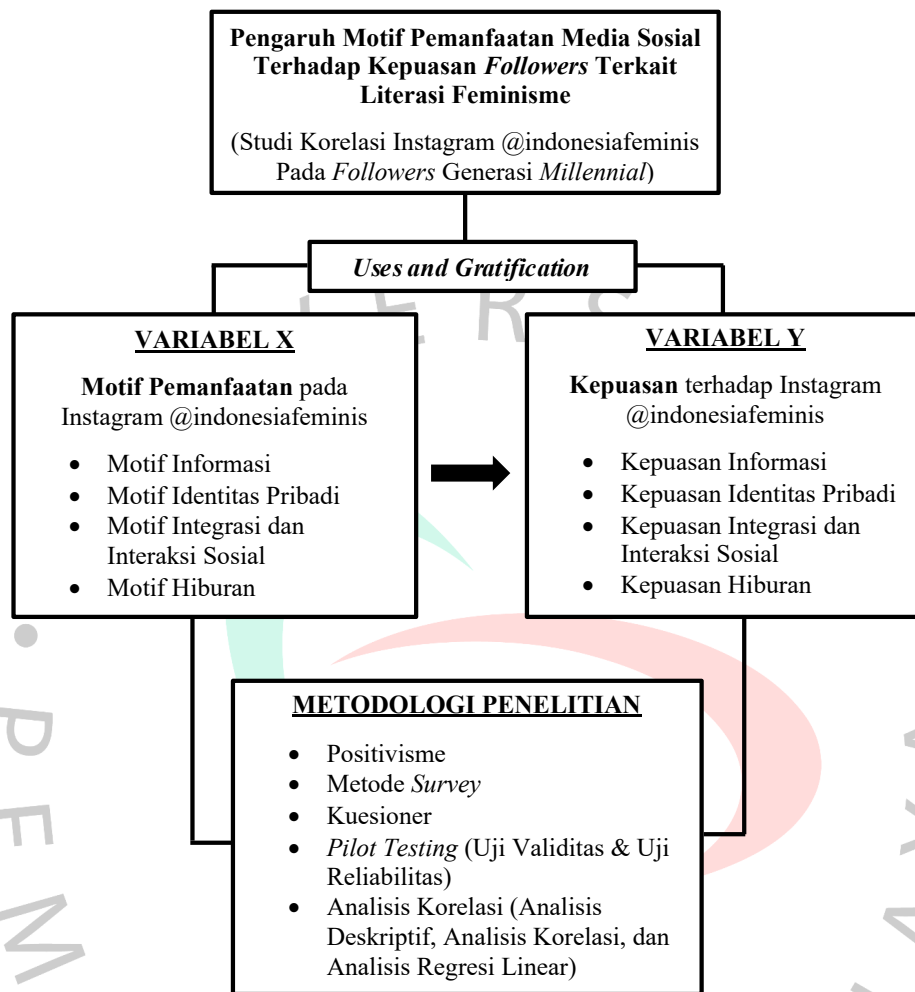 Pengaruh Motif Pemanfaatan Media Sosial
Terhadap Kepuasan Followers Terkait
Literasi Feminisme
(Studi Korelasi Instagram @indonesiafeminis
Pada Followers Generasi Millennial)
Uses and Gratification
VARIABEL X
Motif Pemanfaatan pada
Instagram @indonesiafeminis
• Motif Informasi
• Motif Identitas Pribadi
• Motif Integrasi dan
Interaksi Sosial
• Motif Hiburan
VARIABEL Y
Kepuasan terhadap Instagram
@indonesiafeminis
• Kepuasan Informasi
• Kepuasan Identitas Pribadi
• Kepuasan Integrasi dan
Interaksi Sosial
• Kepuasan Hiburan
METODOLOGI PENELITIAN
• Positivisme
• Metode Survey
• Kuesioner
• Pilot Testing (Uji Validitas & Uji
Reliabilitas)
• Analisis Korelasi (Analisis
Deskriptif, Analisis Korelasi, dan
Analisis Regresi Linear)